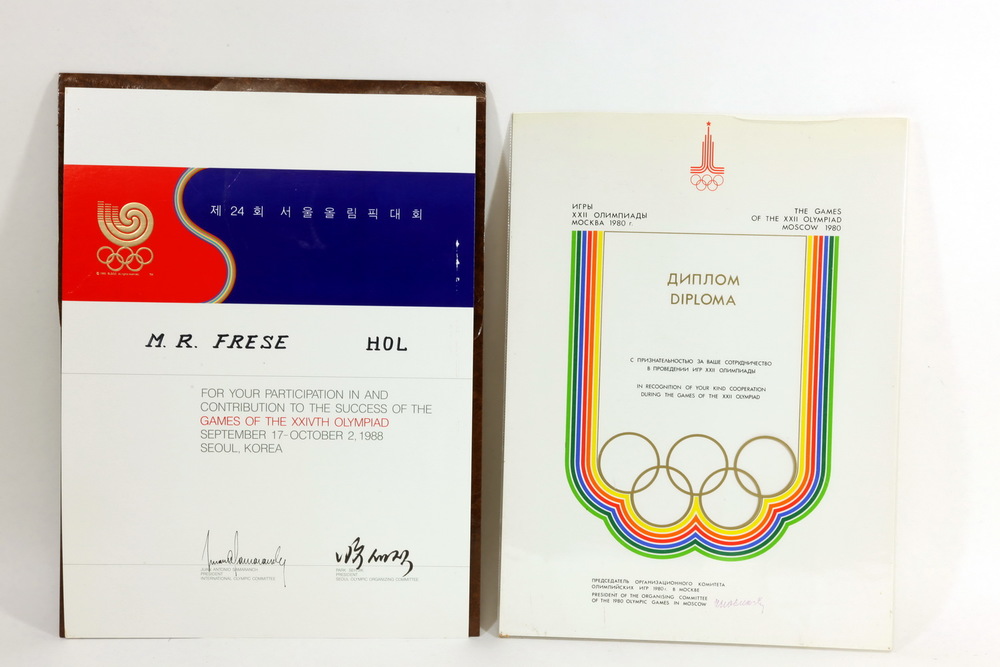 제 24 회 서울올림픽대회
M. R. FRESE HOL
FOR YOUR PARTICIPATION IN AND
CONTRIBUTION TO THE SUCCESS OF THE
GAMES OF THE XXIVTH OLYMPIAD
SEPTEMBER 17-OCTOBER 2, 1988
SEOUL, KOREA
JUAN ANTONIO SAMARANCH
PRESIDENT
INTERNATIONAL OLYMPIC COMMITTEE
PRESIDENT
SEOUL OLYMPIC ORGANIZING COMMITTEE
ИГРЫ
XXII ОЛИМПИАДЫ
МОСКВА 1980 г.
THE GAMES
OF THE XXII OLYMPIAD
MOSCOW 1980
ДИПЛОМ
DIPLOMA
С ПРИЗНАТЕЛЬНОСТЬЮ ЗА ВАШЕ СОТРУДНИЧЕСТВО
В ПРОВЕДЕНИИ ИГР XXII ОЛИМПИАДЫ
IN RECOGNITION OF YOUR KIND COOPERATION
DURING THE GAMES OF THE XXII OLYMPIAD
ПРЕДСЕДАТЕЛЬ ОРГАНИЗАЦИОННОГО КОМИТЕТА
ОЛИМПИЙСКИХ ИГР 1980 г. В МОСКВЕ
PRESIDENT OF THE ORGANISING COMMITTEE
OF THE 1980 OLYMPIC GAMES IN MOSCOW